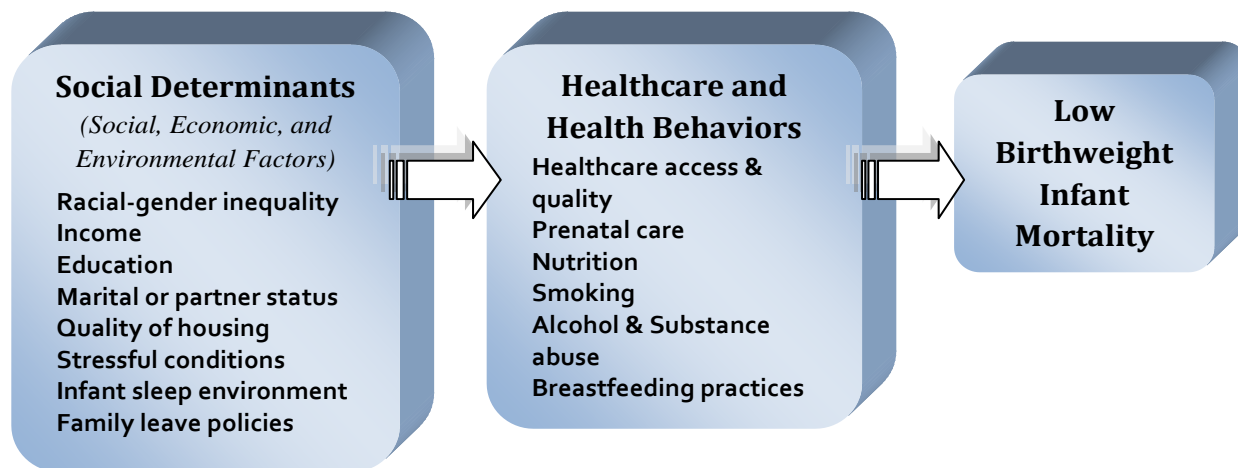 Social Determinants
(Social, Economic, and
Environmental Factors)
Racial-gender inequality
Income
Education
Marital or partner status
Quality of housing
Stressful conditions
Infant sleep environment
Family leave policies
Healthcare and
Health Behaviors
Healthcare access &
quality
Prenatal care
Nutrition
Smoking
Alcohol & Substance
abuse
Breastfeeding practices
Low
Birthweight
Infant
Mortality